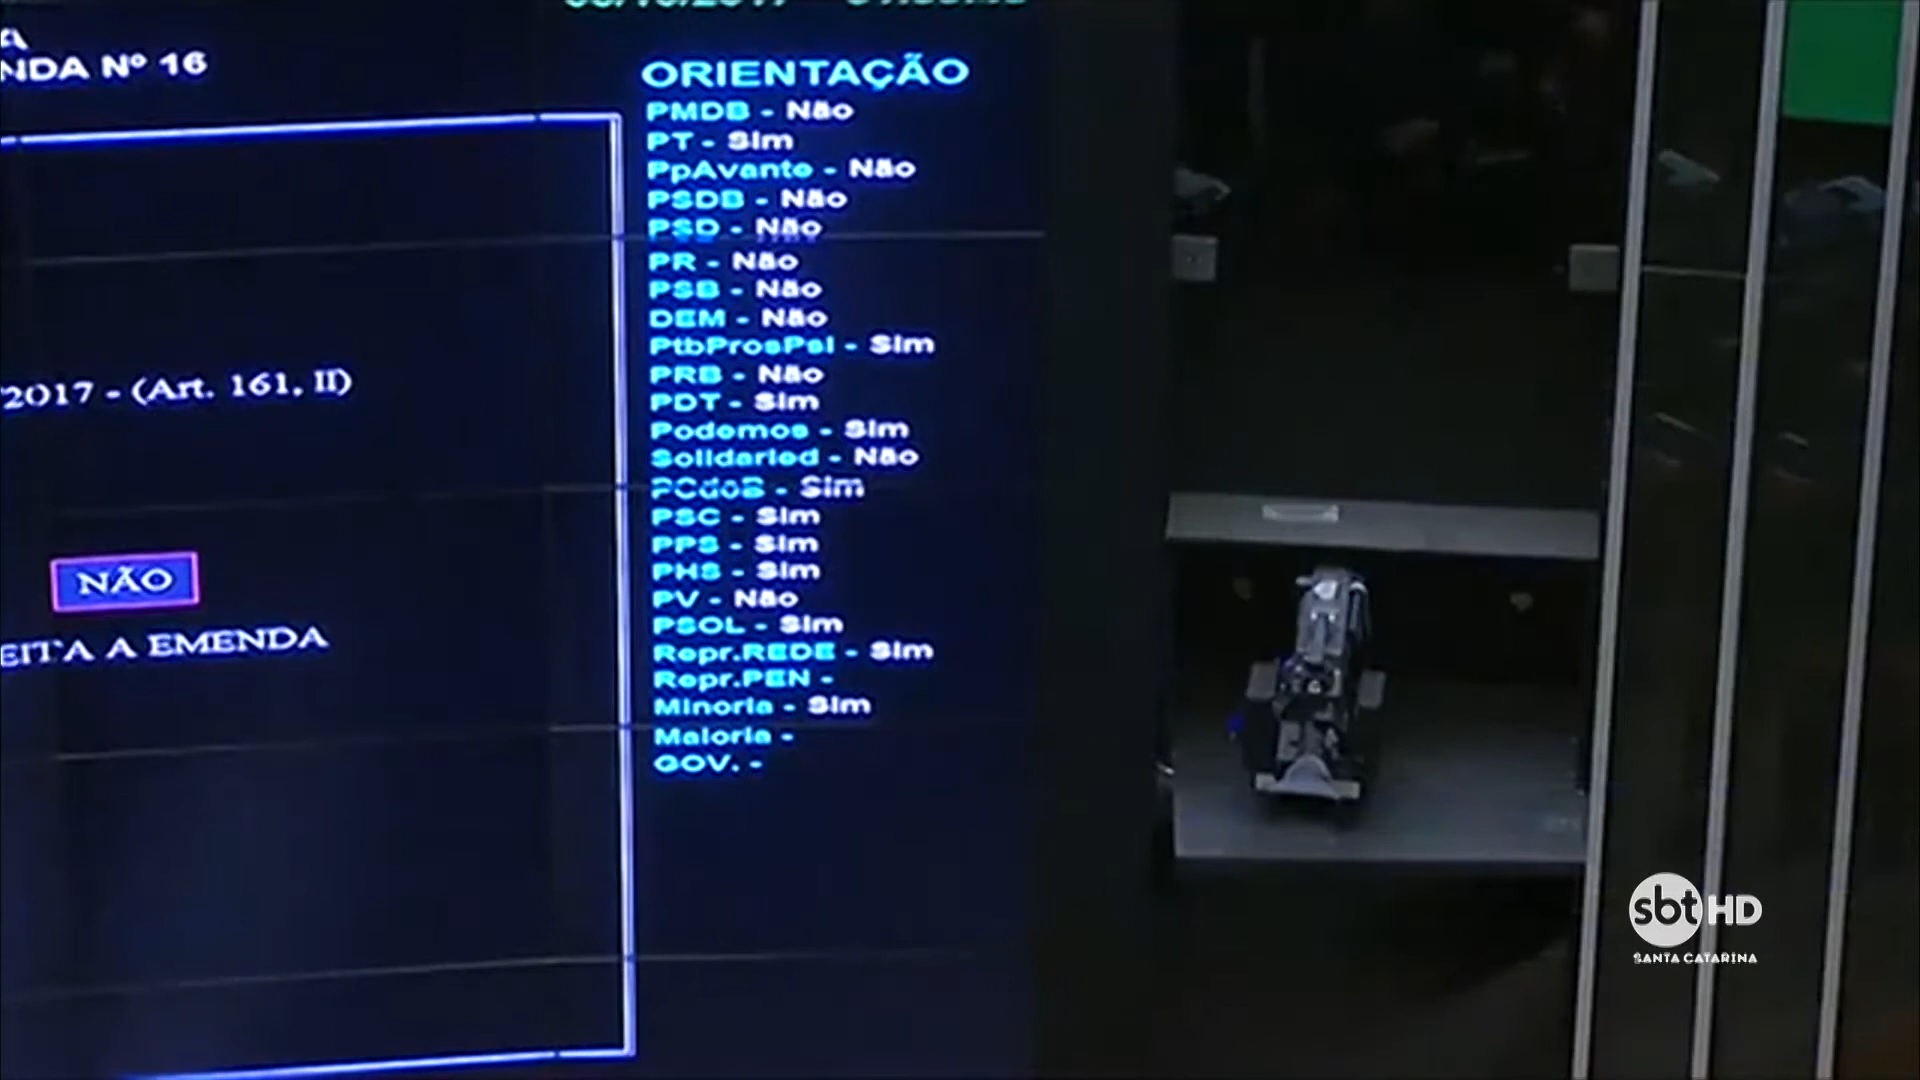 NDA Nº 16
2017 - (Art. 161, II)
NÃO
EITA A EMENDA
ORIENTAÇÃO
PMDB - Não
PT - Sim
PpAvante - Não
PSDB - Não
PSD - Não
PR - Não
PSB - Não
DEM - Não
PtbProsPsl - Sim
PRB - Não
PDT - Sim
Podemos - Sim
Solidaried - Não
PCdoB - Sim
PSC - Sim
PPS - Sim
PHS - Sim
PV - Não
PSOL - Sim
Repr.REDE - Sim
Repr.PEN -
Minoria - Sim
Maioria -
GOV. -
sbt HD
SANTA CATARINA